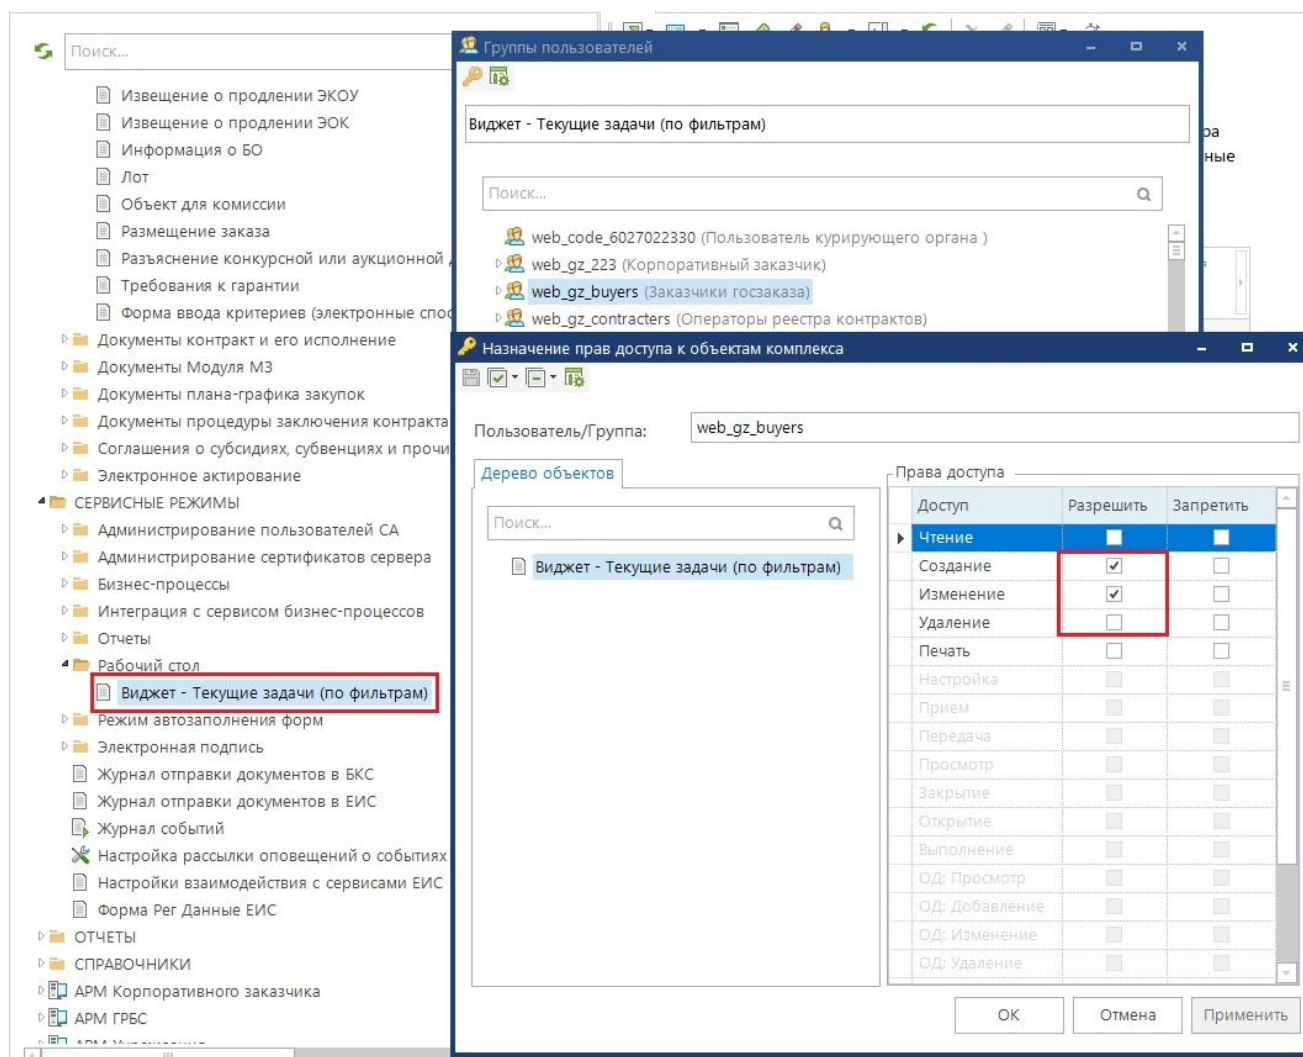 Поиск...
Извещение о продлении ЭКОУ
Извещение о продлении ЭОК
Информация о БО
Лот
Объект для комиссии
Размещение заказа
Разъяснение конкурсной или аукционной
Требования к гарантии
Форма ввода критериев (электронные спос
Документы контракт и его исполнение
Документы Модуля МЗ
Документы плана-графика закупок
Документы процедуры заключения контракта
Соглашения о субсидиях, субвенциях и прочи
Электронное актирование
СЕРВИСНЫЕ РЕЖИМЫ
Администрирование пользователей СА
Администрирование сертификатов сервера
Бизнес-процессы
Интеграция с сервисом бизнес-процессов
Отчеты
Рабочий стол
Виджет - Текущие задачи (по фильтрам)
Режим автозаполнения форм
Электронная подпись
Журнал отправки документов в БКС
Журнал отправки документов в ЕИС
Журнал событий
Настройка рассылки оповещений о событиях
Настройки взаимодействия с сервисами ЕИС
Форма Рег Данные ЕИС
ОТЧЕТЫ
СПРАВОЧНИКИ
АРМ Корпоративного заказчика
АРМ ГРБС
Группы пользователей
Виджет - Текущие задачи (по фильтрам)
Поиск...
web_code_6027022330 (Пользователь курирующего органа )
web_gz_223 (Корпоративный заказчик)
web_gz_buyers (Заказчики госзаказа)
web_gz_contracters (Операторы реестра контрактов)
ра
ные
Назначение прав доступа к объектам комплекса
Пользователь/Группа: web_gz_buyers
Дерево объектов
Поиск...
Виджет - Текущие задачи (по фильтрам)
Права доступа
Доступ Разрешить Запретить
Чтение
Создание
Изменение
Удаление
Печать
Настройка
Прием
Передача
Просмотр
Закрытие
Открытие
Выполнение
ОД: Просмотр
ОД: Добавление
ОД: Изменение
ОД: Удаление
ОК Отмена Применить